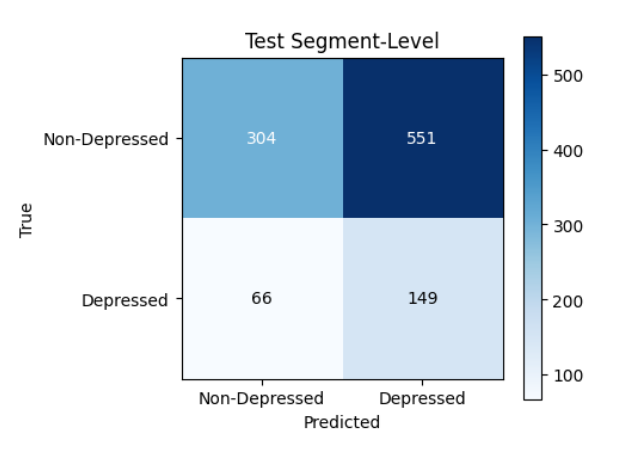 Test Segment-Level
500
400
300
200
100
True
Non-Depressed
304
551
Depressed
66
149
Non-Depressed
Depressed
Predicted